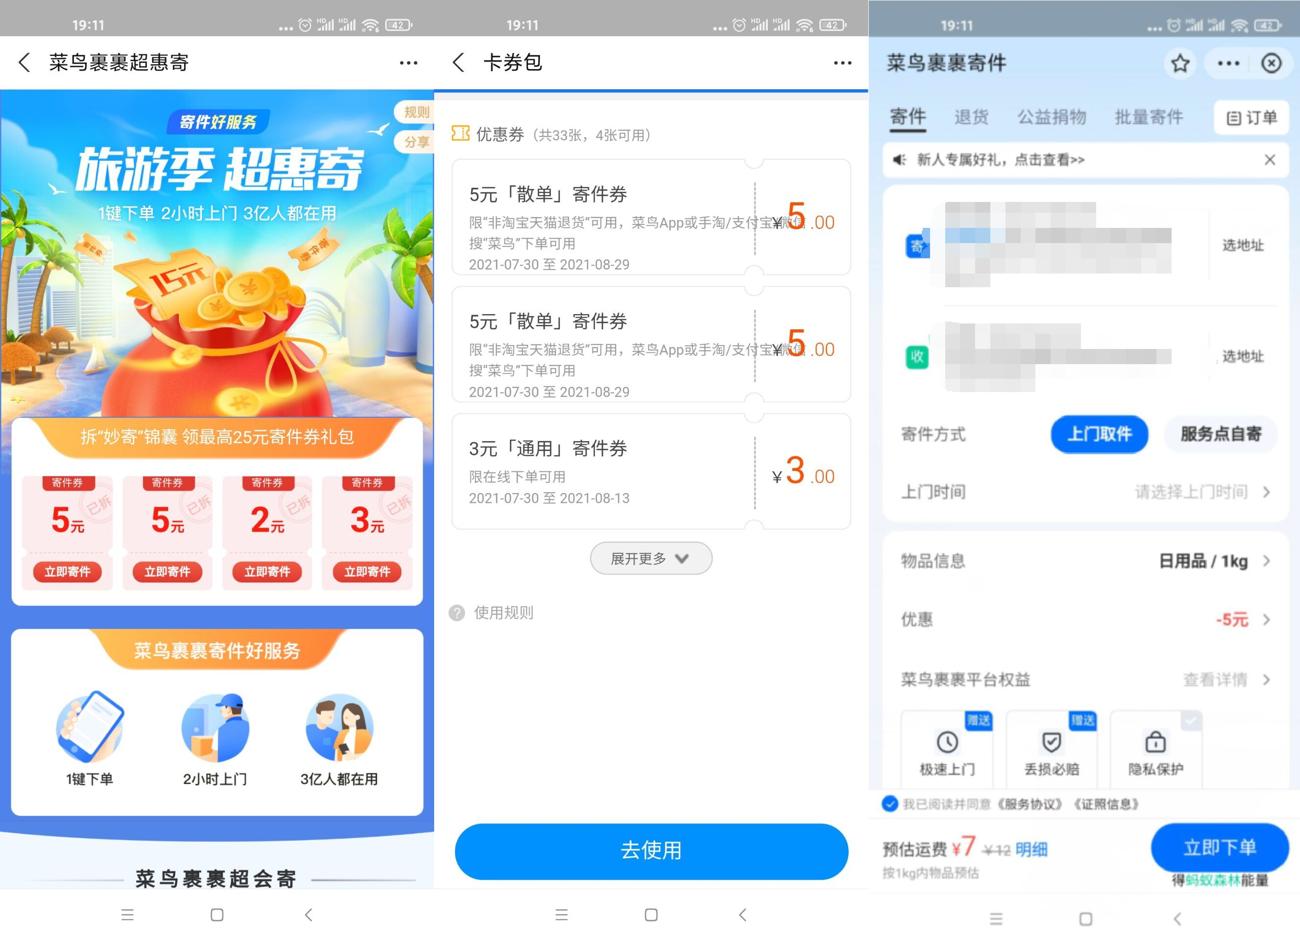 19:11
HD HD 42
菜鸟裹裹超惠寄
规则
寄件好服务
分享
旅游季 超惠寄
1键下单 2小时上门 3亿人都在用
寄件券
15元
拆“妙寄”锦囊 领最高25元寄件券礼包
寄件券 寄件券 寄件券 寄件券
已拆 已拆 已拆 已拆
5元 5元 2元 3元
立即寄件 立即寄件 立即寄件 立即寄件
菜鸟裹裹寄件好服务
1键下单 2小时上门 3亿人都在用
菜鸟裹裹超会寄
19:11
HD HD 42
卡券包
优惠券（共33张，4张可用）
5元「散单」寄件券
限“非淘宝天猫退货”可用，菜鸟App或手淘/支付宝/微信
搜“菜鸟”下单可用
2021-07-30 至 2021-08-29
¥5.00
5元「散单」寄件券
限“非淘宝天猫退货”可用，菜鸟App或手淘/支付宝/微信
搜“菜鸟”下单可用
2021-07-30 至 2021-08-29
¥5.00
3元「通用」寄件券
限在线下单可用
2021-07-30 至 2021-08-13
¥3.00
展开更多
使用规则
去使用
19:11
HD HD 42
菜鸟裹裹寄件
寄件 退货 公益捐物 批量寄件 订单
新人专属好礼，点击查看>>
寄 选地址
收 选地址
寄件方式 上门取件 服务点自寄
上门时间 请选择上门时间
物品信息 日用品 / 1kg
优惠 -5元
菜鸟裹裹平台权益 查看详情
赠送 赠送
极速上门 丢损必赔 隐私保护
我已阅读并同意《服务协议》《证照信息》
预估运费 ¥7 ¥12 明细
按1kg内物品预估
立即下单
得蚂蚁森林能量